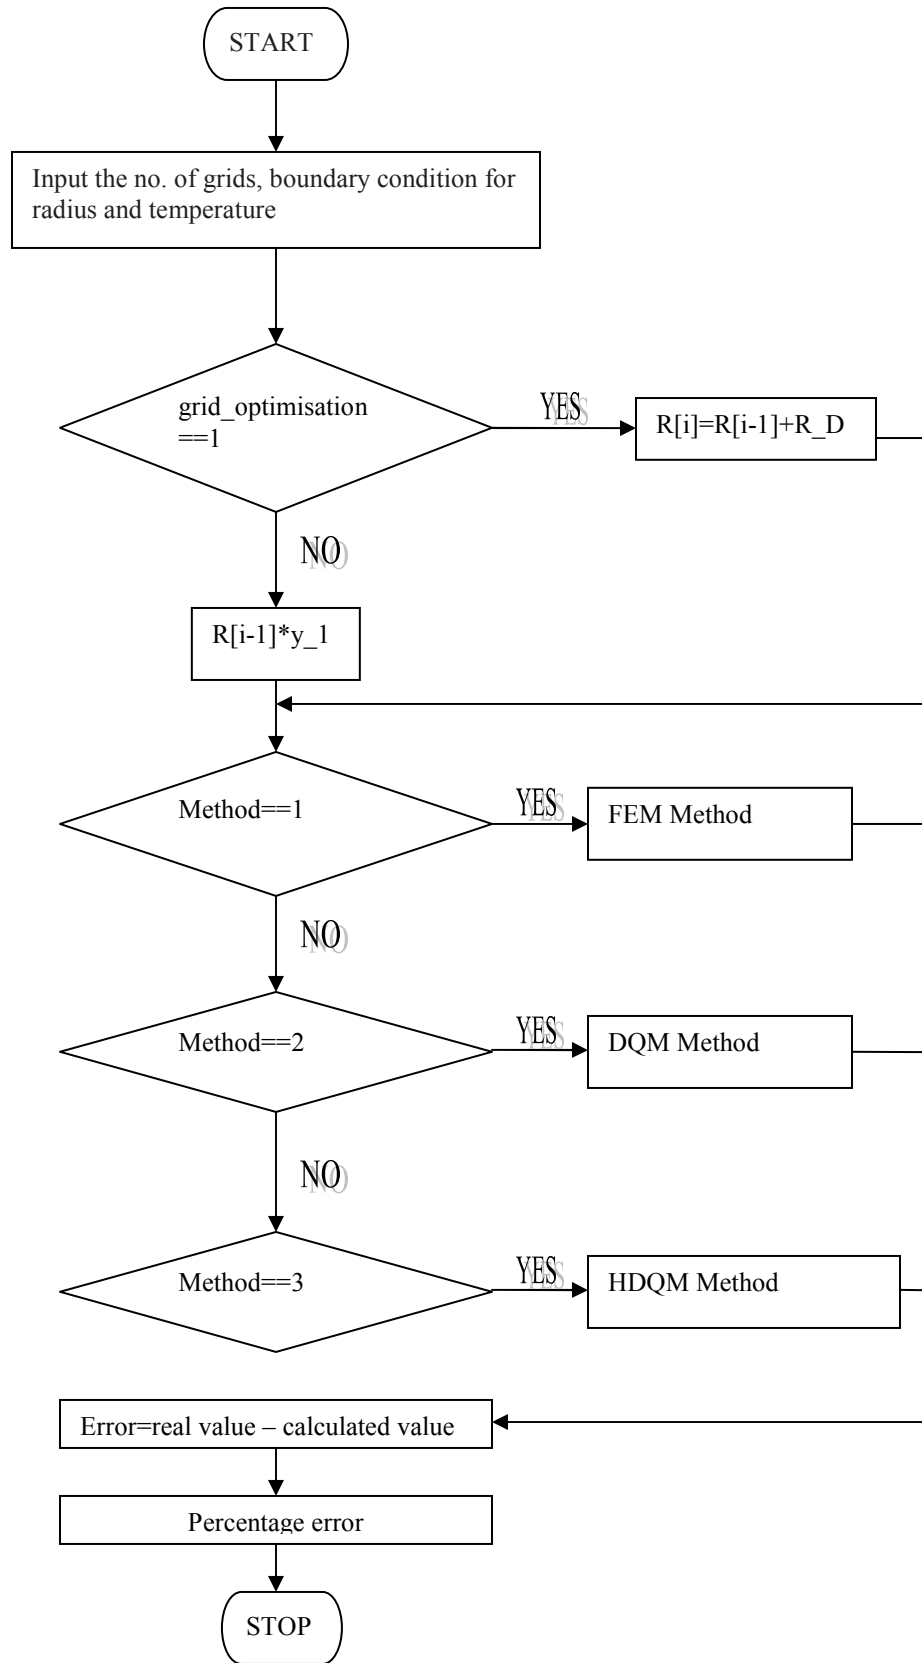 START
Input the no. of grids, boundary condition for
radius and temperature
grid_optimisation
==1
YES
R[i]=R[i-1]+R_D
NO
R[i-1]*y_1
Method==1
YES
FEM Method
NO
Method==2
YES
DQM Method
NO
Method==3
YES
HDQM Method
Error=real value – calculated value
Percentage error
STOP